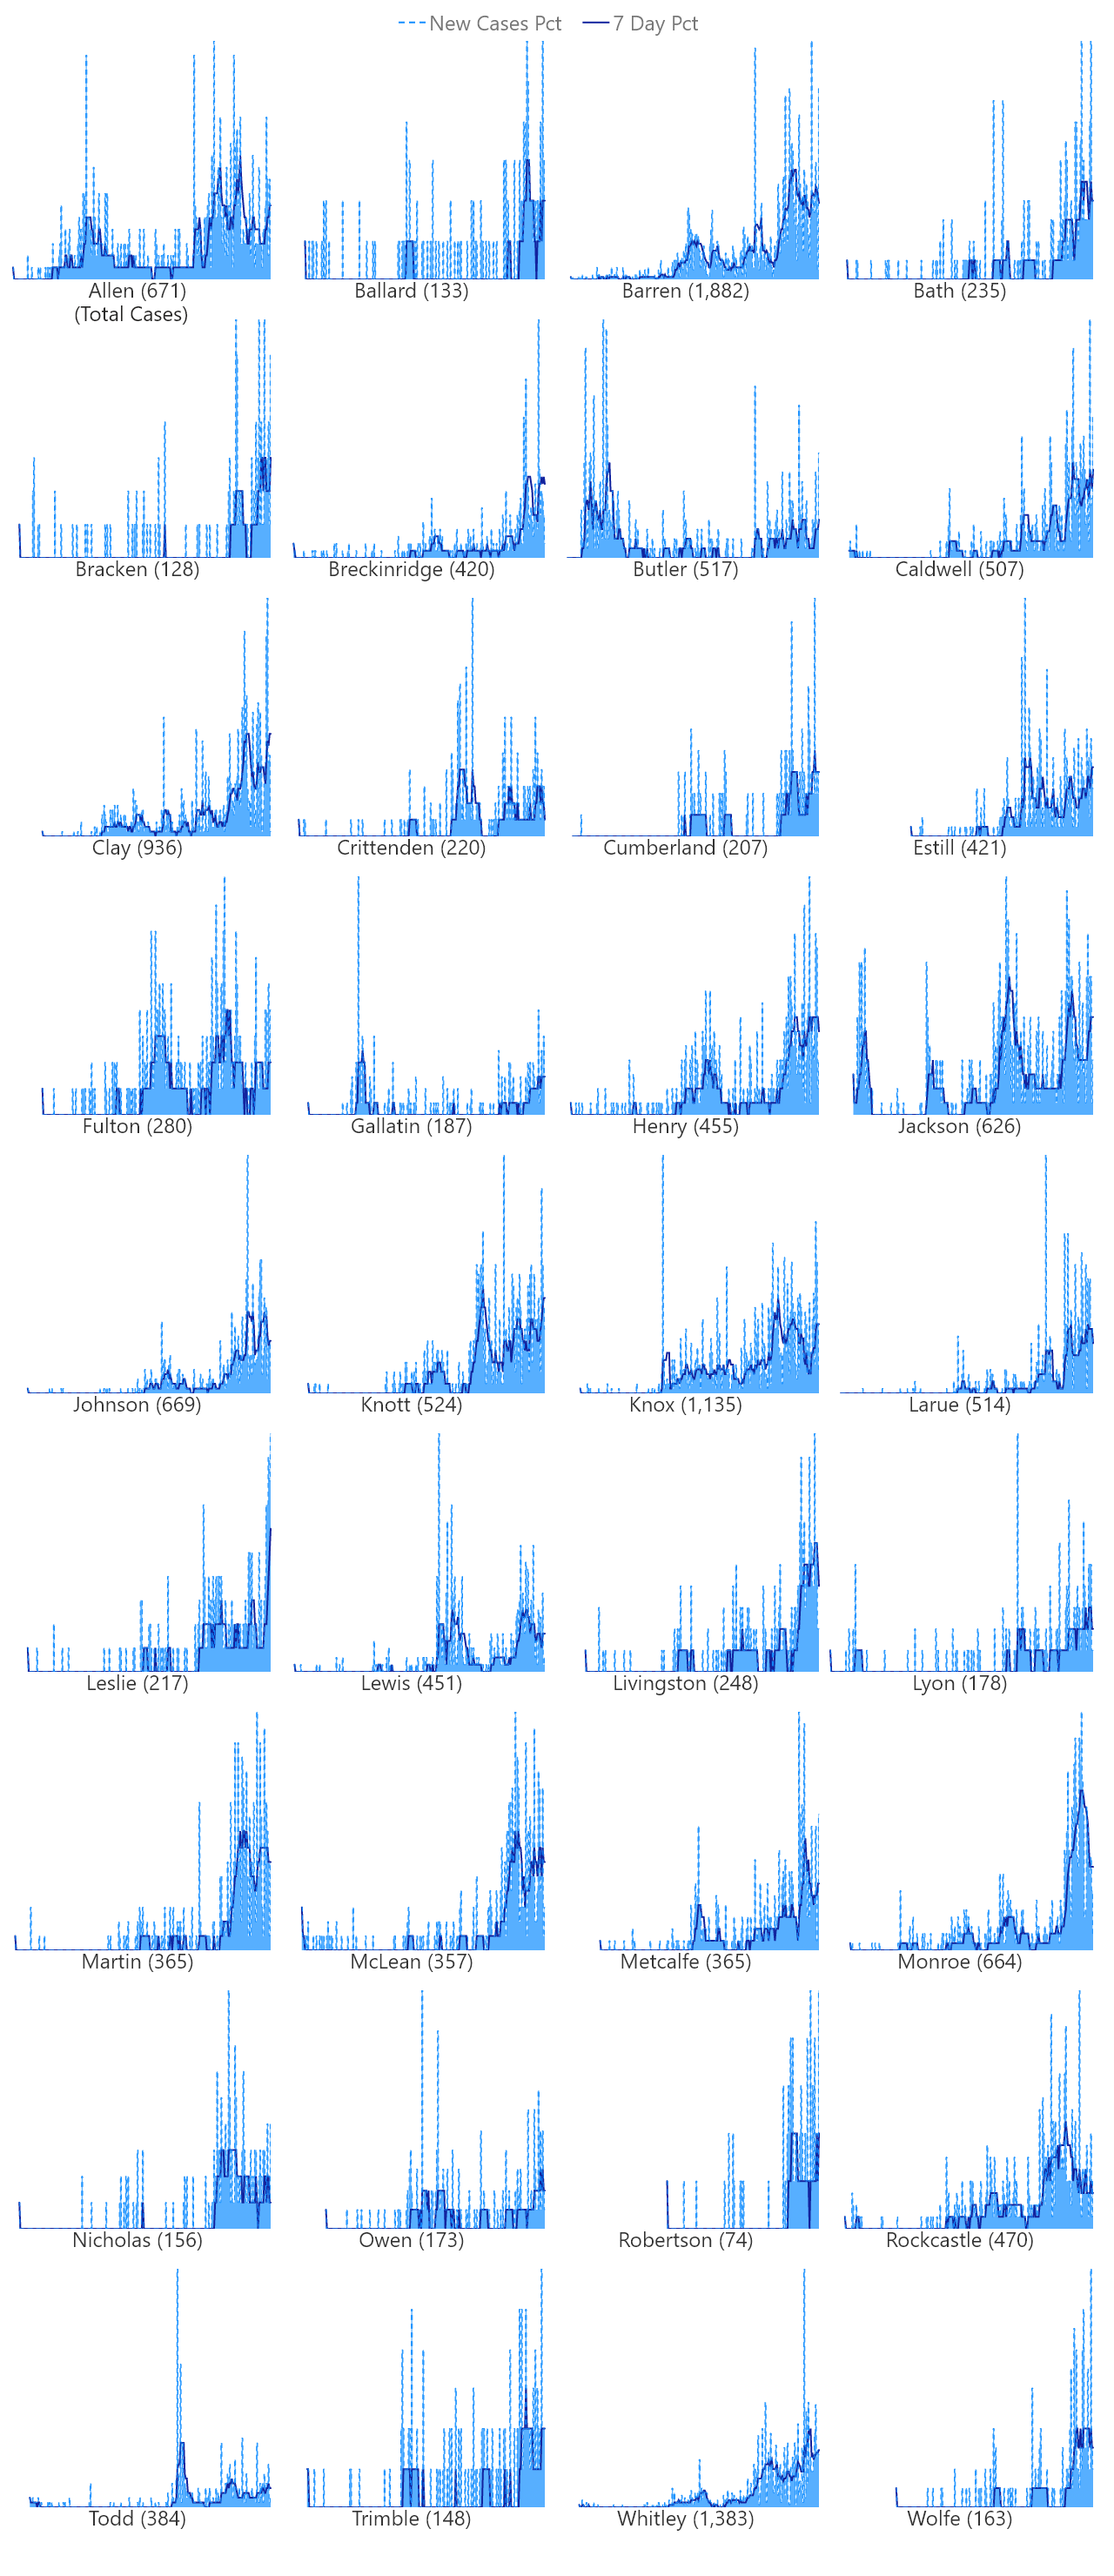 New Cases Pct 7 Day Pct
Allen (671) Ballard (133) Barren (1,882) Bath (235)
(Total Cases)
Bracken (128) Breckinridge (420) Butler (517) Caldwell (507)
Clay (936) Crittenden (220) Cumberland (207) Estill (421)
Fulton (280) Gallatin (187) Henry (455) Jackson (626)
Johnson (669) Knott (524) Knox (1,135) Larue (514)
Leslie (217) Lewis (451) Livingston (248) Lyon (178)
Martin (365) McLean (357) Metcalfe (365) Monroe (664)
Nicholas (156) Owen (173) Robertson (74) Rockcastle (470)
Todd (384) Trimble (148) Whitley (1,383) Wolfe (163)